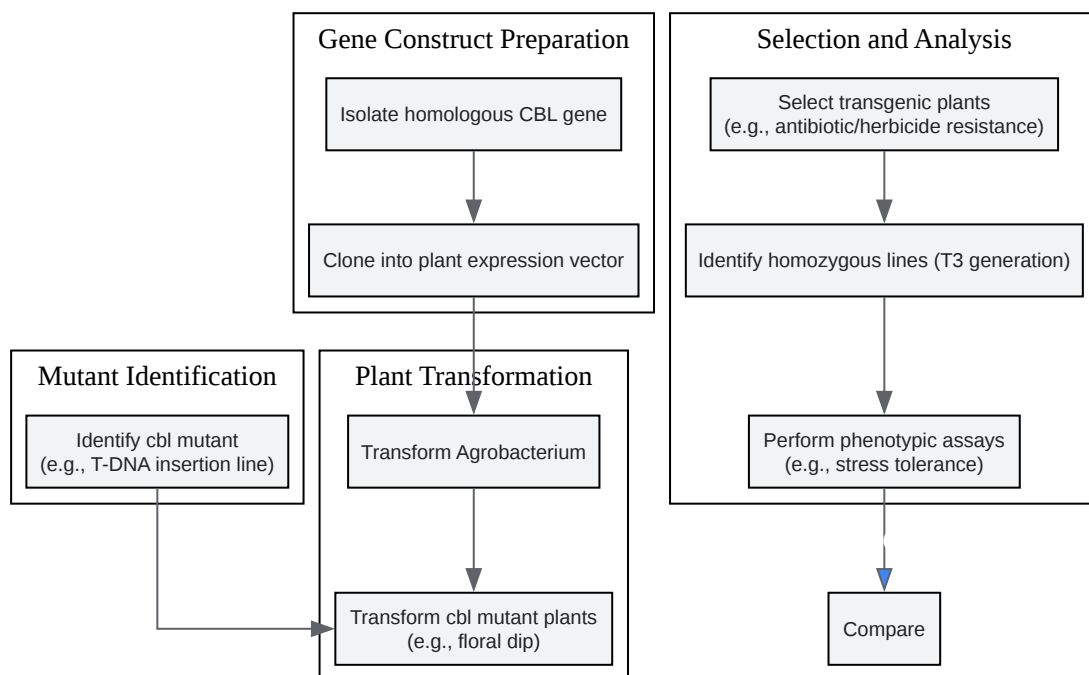 Gene Construct Preparation
Isolate homologous CBL gene
Clone into plant expression vector
Selection and Analysis
Select transgenic plants
(e.g., antibiotic/herbicide resistance)
Identify homozygous lines (T3 generation)
Perform phenotypic assays
(e.g., stress tolerance)
Mutant Identification
Identify cbl mutant
(e.g., T-DNA insertion line)
Plant Transformation
Transform Agrobacterium
Transform cbl mutant plants
(e.g., floral dip)
Compare